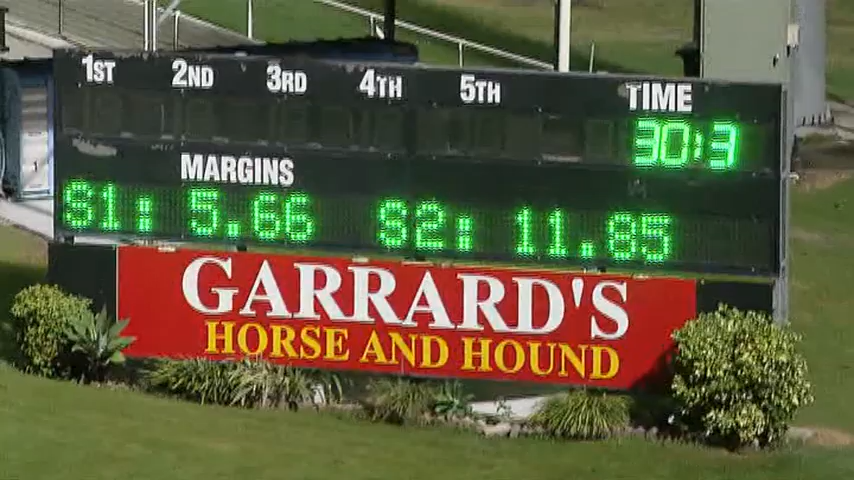 1ST 2ND 3RD 4TH 5TH TIME
30:3
MARGINS
S1: 5.66 S2: 11.85
GARRARD'S
HORSE AND HOUND